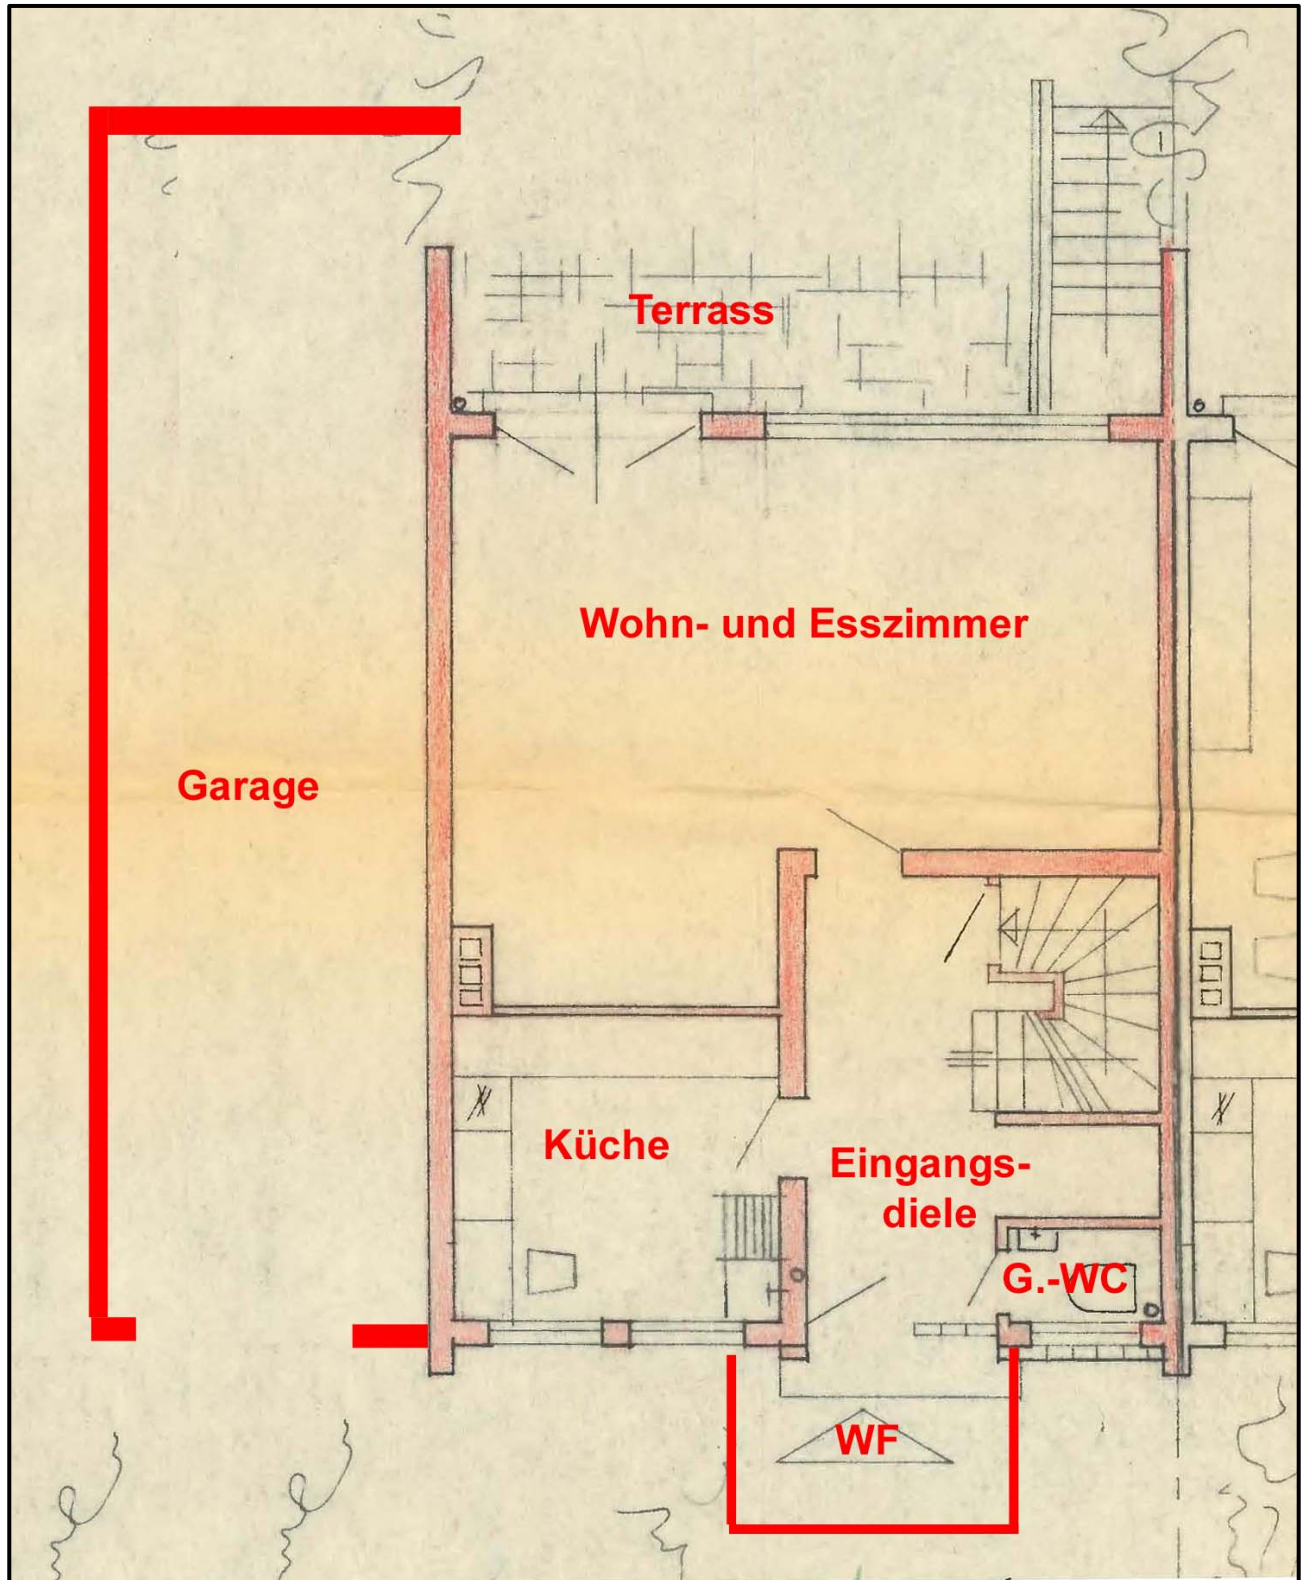 Terrass
Wohn- und Esszimmer
Garage
Küche
Eingangs-
diele
G.-WC
WF